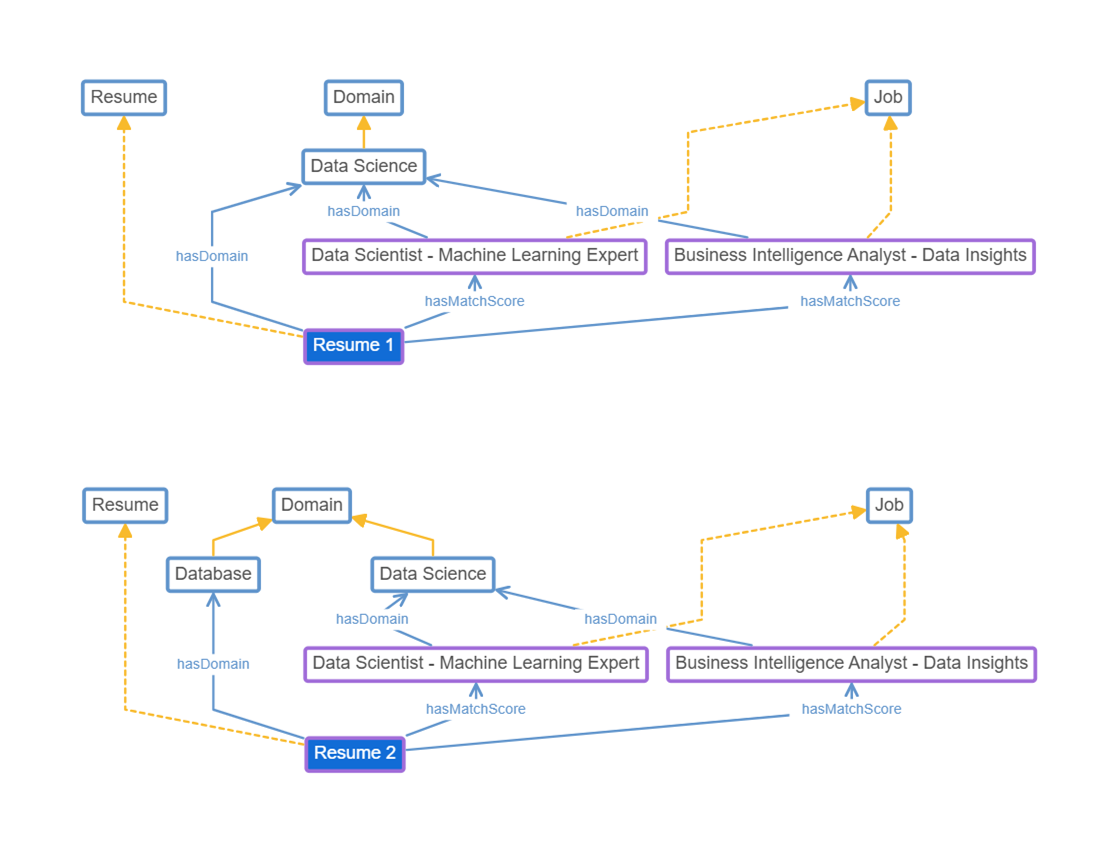 Resume
Domain
Job
Data Science
hasDomain
hasDomain
hasDomain
Data Scientist - Machine Learning Expert
Business Intelligence Analyst - Data Insights
hasMatchScore
hasMatchScore
Resume 1
Resume
Domain
Job
Database
Data Science
hasDomain
hasDomain
hasDomain
Data Scientist - Machine Learning Expert
Business Intelligence Analyst - Data Insights
hasMatchScore
hasMatchScore
Resume 2